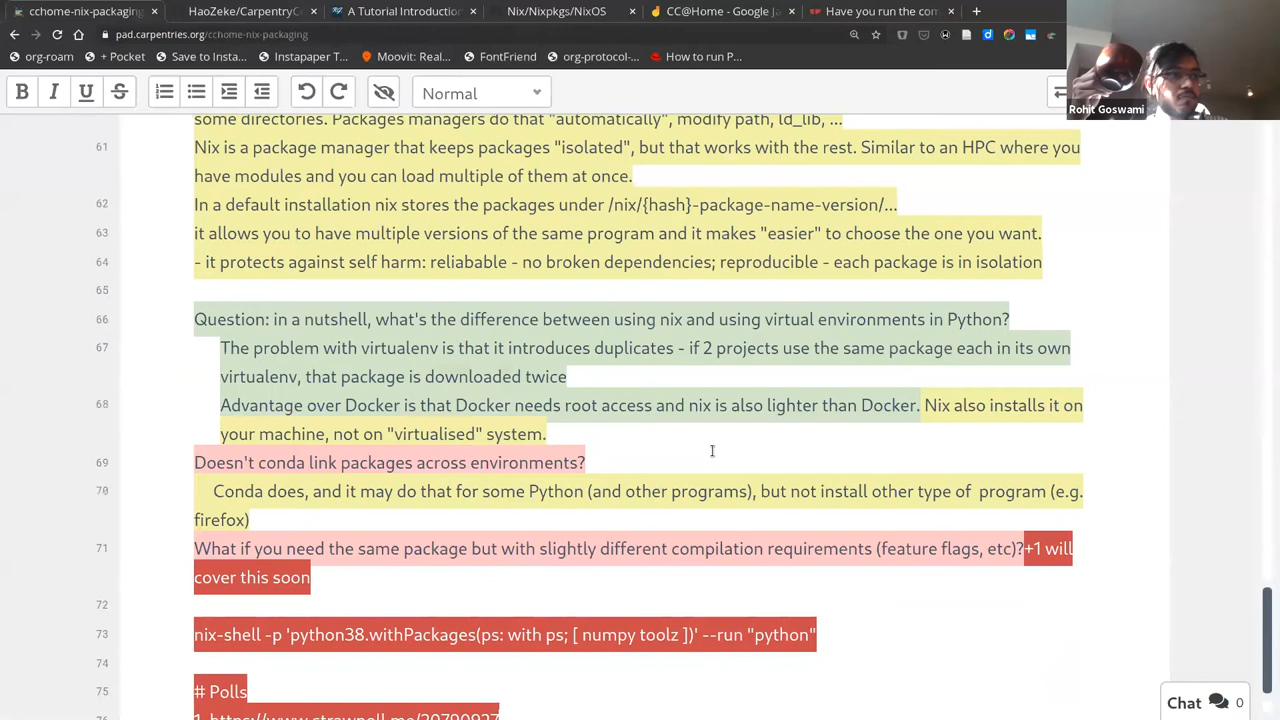 cchome-nix-packaging
HaoZeke/CarpentryCo
A Tutorial Introduction
Nix/Nixpkgs/NixOS
CC@Home - Google Ja
Have you run the com
pad.carpentries.org/cchome-nix-packaging
org-roam
+ Pocket
Save to Insta...
Instapaper T...
Moovit: Real...
FontFriend
org-protocol-...
How to run P...
Rohit Goswami
B I U S
Normal
some directories. Packages managers do that "automatically", modify path, ld_lib, ...
61 Nix is a package manager that keeps packages "isolated", but that works with the rest. Similar to an HPC where you
have modules and you can load multiple of them at once.
62 In a default installation nix stores the packages under /nix/{hash}-package-name-version/...
63 it allows you to have multiple versions of the same program and it makes "easier" to choose the one you want.
64 - it protects against self harm: reliabable - no broken dependencies; reproducible - each package is in isolation
65
66 Question: in a nutshell, what's the difference between using nix and using virtual environments in Python?
67 The problem with virtualenv is that it introduces duplicates - if 2 projects use the same package each in its own
virtualenv, that package is downloaded twice
68 Advantage over Docker is that Docker needs root access and nix is also lighter than Docker. Nix also installs it on
your machine, not on "virtualised" system.
69 Doesn't conda link packages across environments?
70 Conda does, and it may do that for some Python (and other programs), but not install other type of program (e.g.
firefox)
71 What if you need the same package but with slightly different compilation requirements (feature flags, etc)?+1 will
cover this soon
72
73 nix-shell -p 'python38.withPackages(ps: with ps; [ numpy toolz ])' --run "python"
74
75 # Polls
76 1. https://www.strawpoll.me/20790927
Chat 0